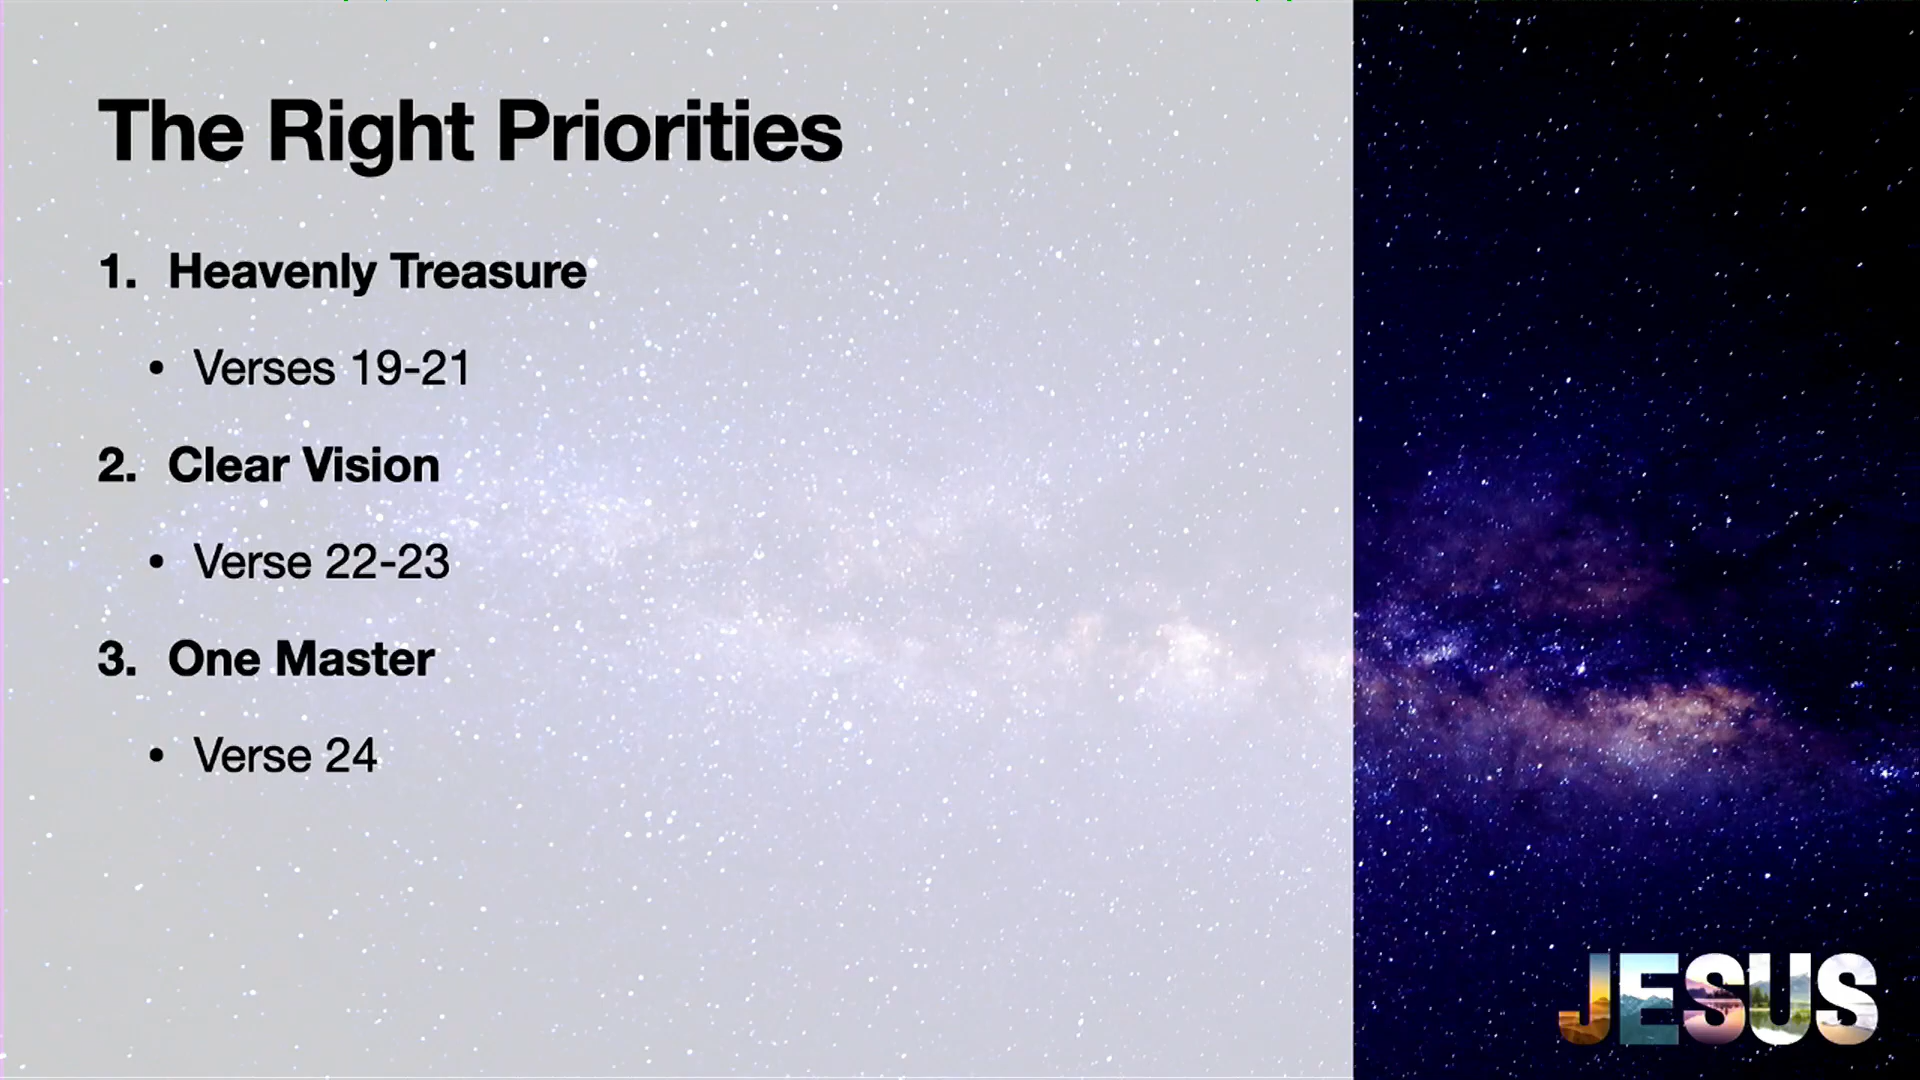 The Right Priorities
1. Heavenly Treasure
• Verses 19-21
2. Clear Vision
• Verse 22-23
3. One Master
• Verse 24
JESUS